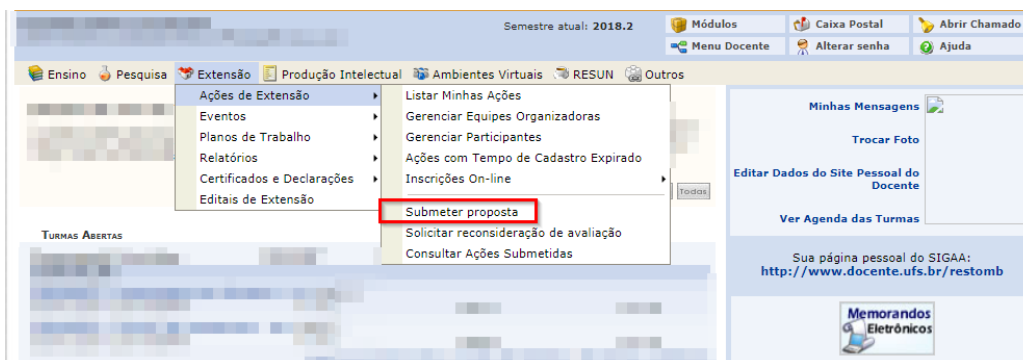 Semestre atual: 2018.2
Módulos
Caixa Postal
Abrir Chamado
Menu Docente
Alterar senha
Ajuda
Ensino
Pesquisa
Extensão
Produção Intelectual
Ambientes Virtuais
RESUN
Outros
Ações de Extensão
Eventos
Planos de Trabalho
Relatórios
Certificados e Declarações
Editais de Extensão
Listar Minhas Ações
Gerenciar Equipes Organizadoras
Gerenciar Participantes
Ações com Tempo de Cadastro Expirado
Inscrições On-line
Submeter proposta
Solicitar reconsideração de avaliação
Consultar Ações Submetidas
Todas
TURMAS ABERTAS
Minhas Mensagens
Trocar Foto
Editar Dados do Site Pessoal do
Docente
Ver Agenda das Turmas
Sua página pessoal do SIGAA:
http://www.docente.ufs.br/restomb
Memorandos
Eletrônicos